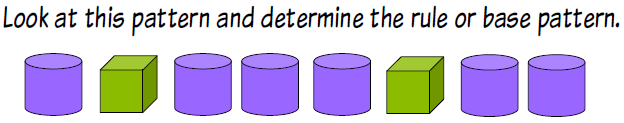 Look at this pattern and determine the rule or base pattern.